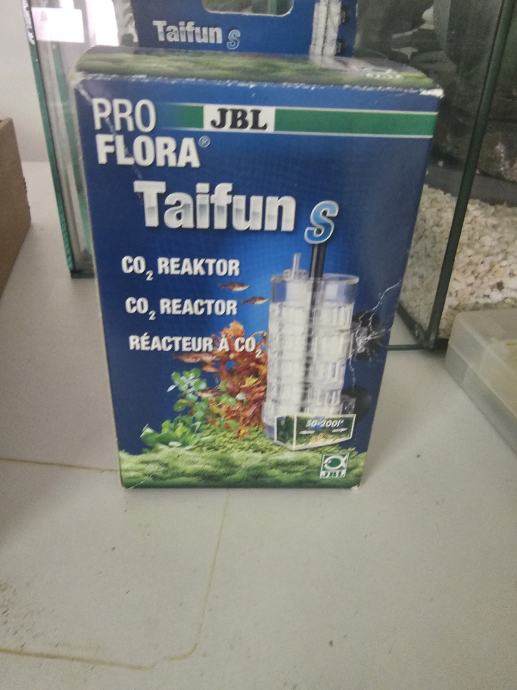 Taifun s
PRO
FLORA®
JBL
Taifun s
CO₂ REAKTOR
CO₂ REACTOR
RÉACTEUR À CO₂
50-200l*
JBL